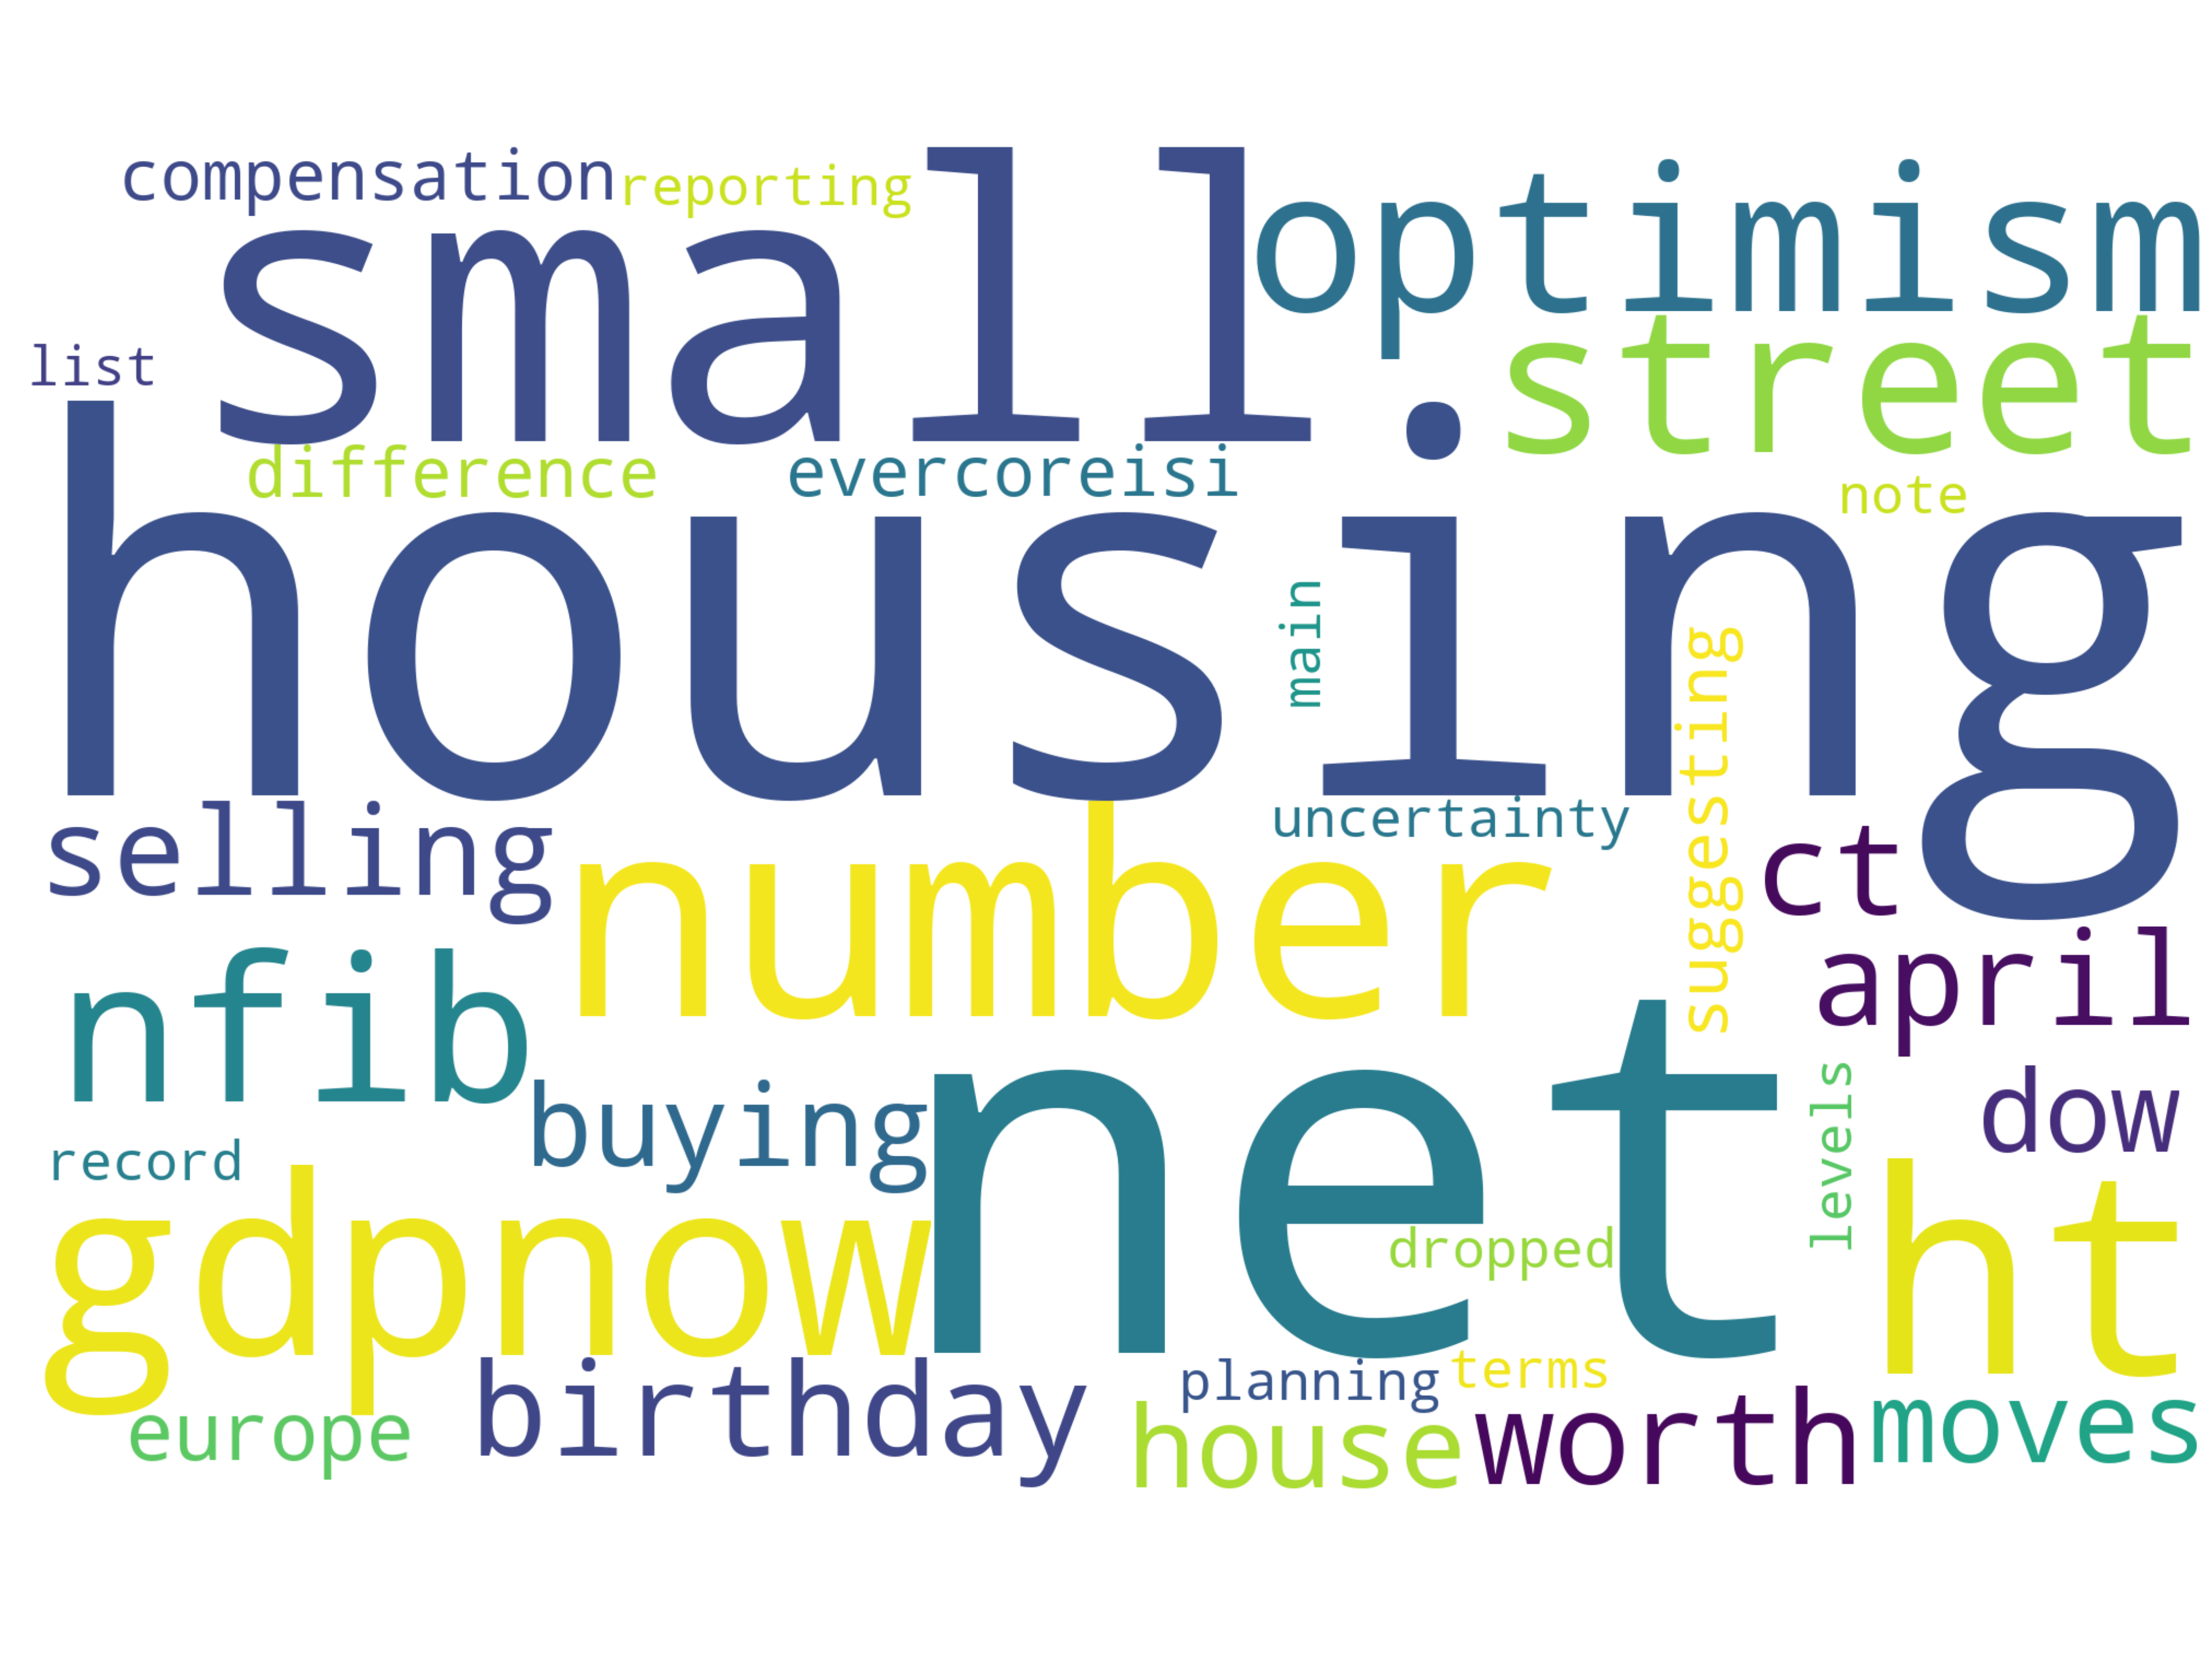 compensation
reporting
small
optimism
list
.
street
difference
evercoreisi
note
housing
main
suggesting
selling
number
uncertainty
ct
nfib
april
buying
net
levels
dow
record
gdpnow
dropped
ht
europe
birthday
planning
terms
house
worth
moves